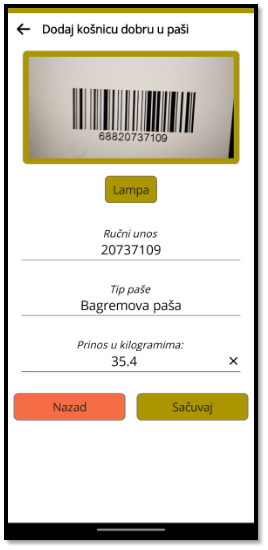 Dodaj košnicu dobru u paši
68820737109
Lampa
Ručni unos
20737109
Tip paše
Bagremova paša
Prinos u kilogramima:
35.4
Nazad
Sačuvaj